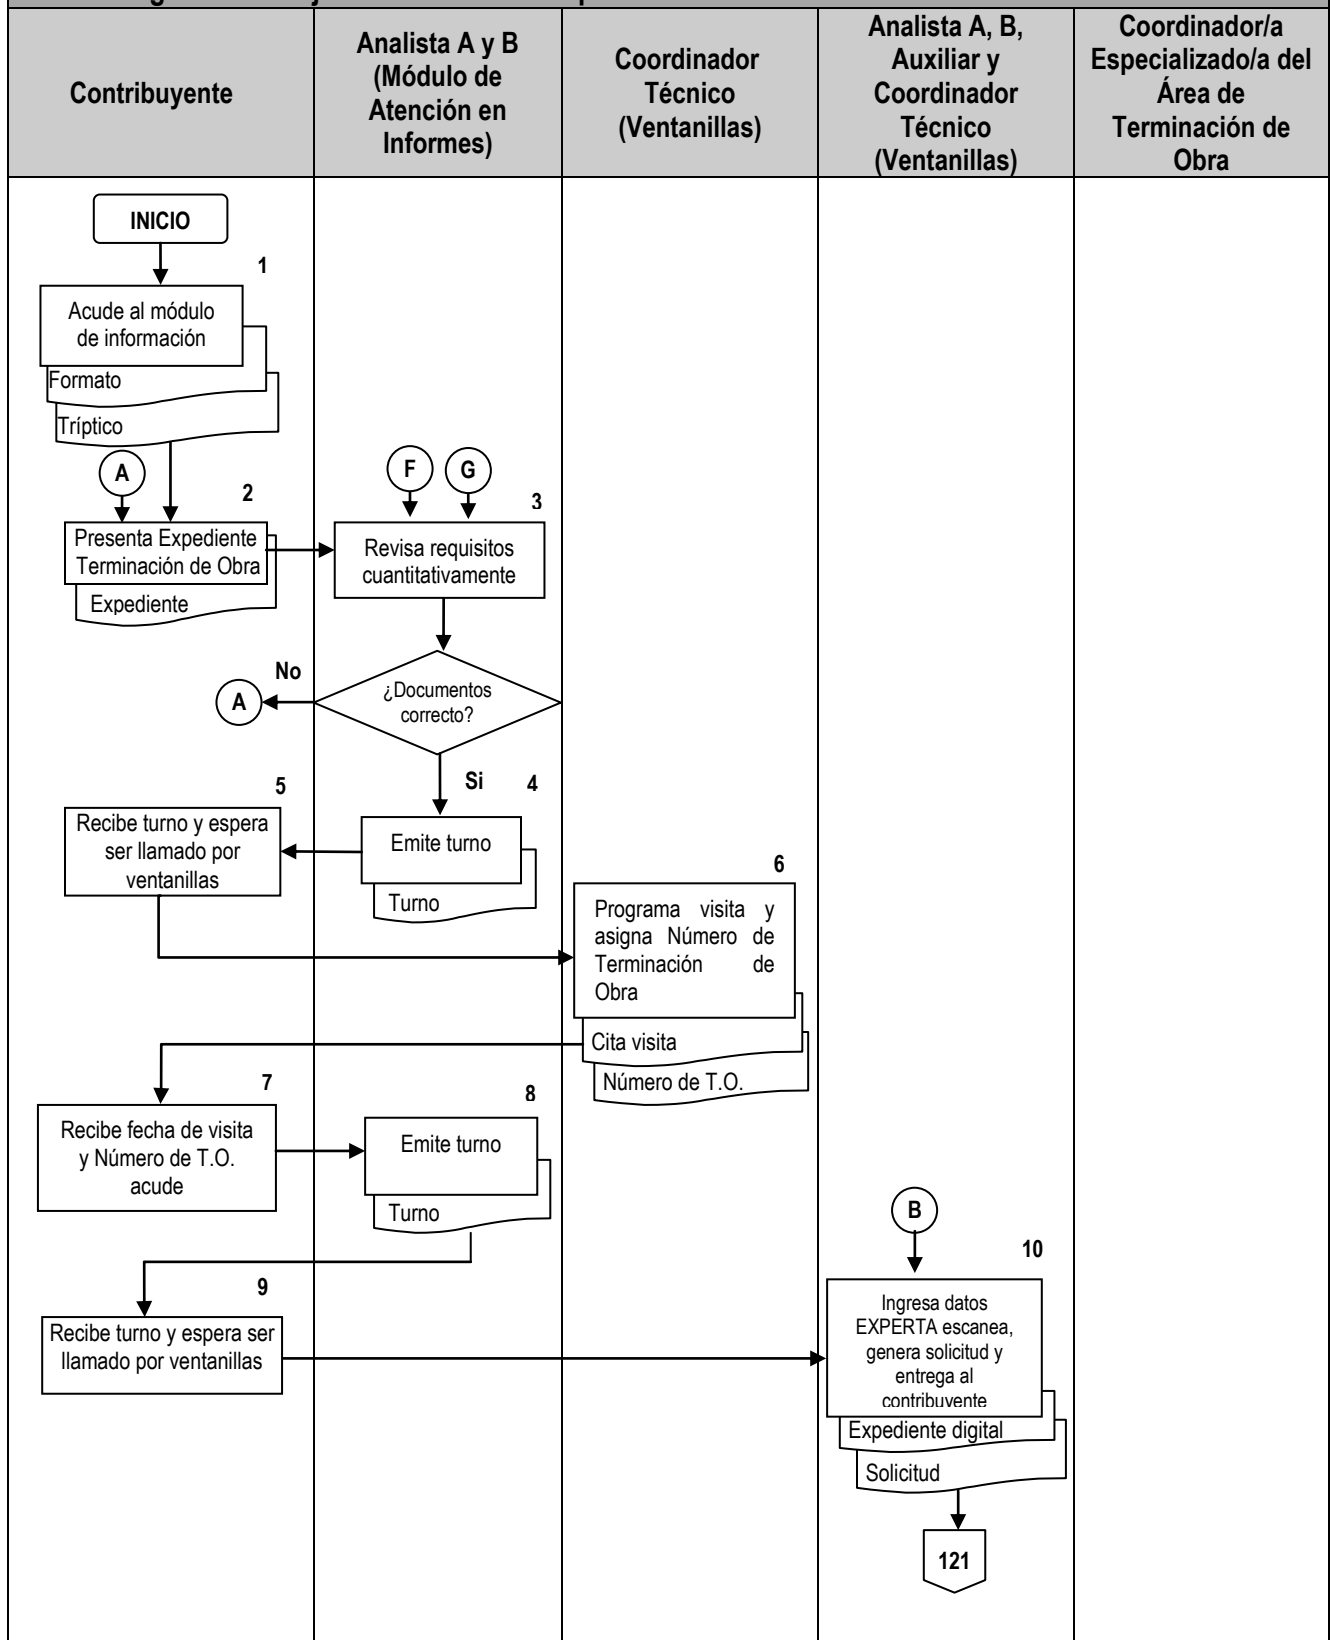 Contribuyente
Analista A y B
(Módulo de
Atención en
Informes)
Coordinador
Técnico
(Ventanillas)
Analista A, B,
Auxiliar y
Coordinador
Técnico
(Ventanillas)
Coordinador/a
Especializado/a del
Área de
Terminación de
Obra
INICIO
1
Acude al módulo
de información
Formato
Tríptico
A
2
Presenta Expediente
Terminación de Obra
Expediente
F
G
3
Revisa requisitos
cuantitativamente
¿Documentos
correcto?
No
A
Si
4
Emite turno
Turno
5
Recibe turno y espera
ser llamado por
ventanillas
6
Programa visita y
asigna Número de
Terminación de
Obra
Cita visita
Número de T.O.
7
Recibe fecha de visita
y Número de T.O.
acude
8
Emite turno
Turno
9
Recibe turno y espera ser
llamado por ventanillas
B
10
Ingresa datos
EXPERTA escanea,
genera solicitud y
entrega al
contribuyente
Expediente digital
Solicitud
121